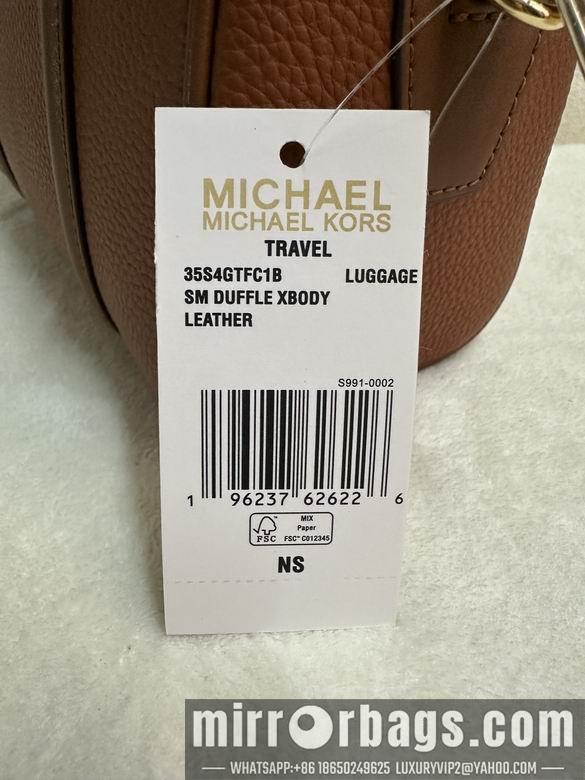 MICHAEL
MICHAEL KORS
TRAVEL
35S4GTFC1B LUGGAGE
SM DUFFLE XBODY
LEATHER
S991-0002
1 96237 62622 6
FSC™
MIX
Paper
FSC™ C012345
NS
mirrorbags.com
WHATSAPP:+86 18650249625 LUXURYVIP2@YAHOO.COM